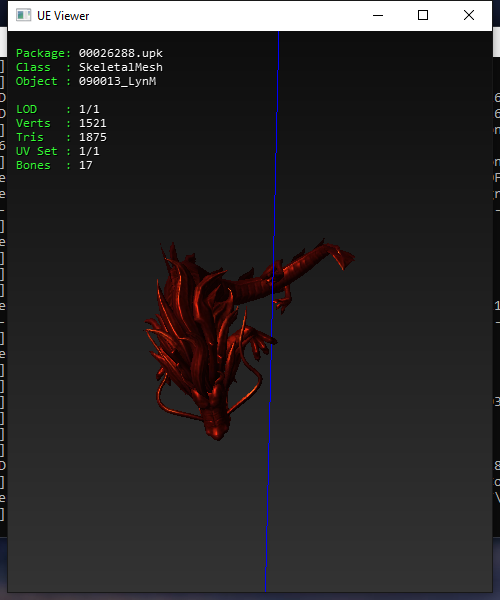 UE Viewer
Package: 00026288.upk
Class : SkeletalMesh
Object : 090013_LynM
LOD : 1/1
Verts : 1521
Tris : 1875
UV Set : 1/1
Bones : 17